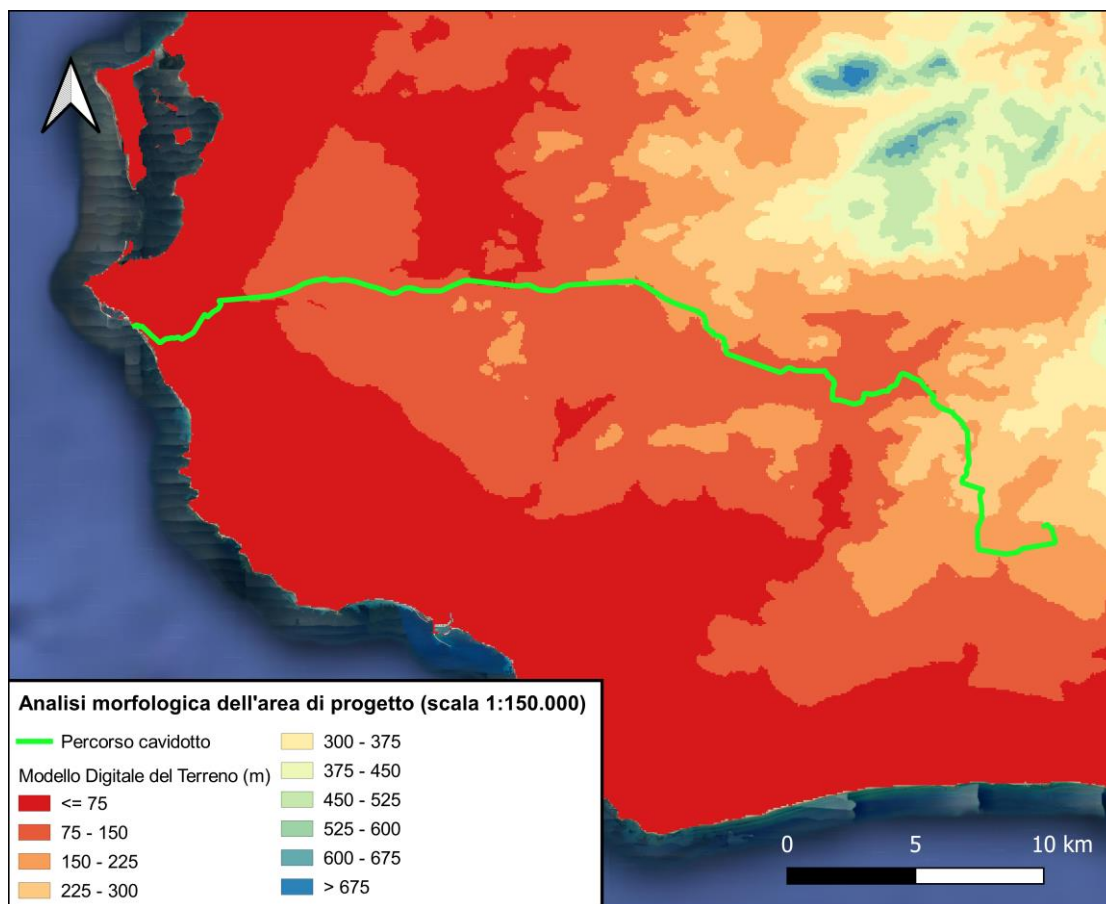 Analisi morfologica dell'area di progetto (scala 1:150.000)
Percorso cavidotto
Modello Digitale del Terreno (m)
<= 75
75 - 150
150 - 225
225 - 300
300 - 375
375 - 450
450 - 525
525 - 600
600 - 675
> 675
0 5 10 km